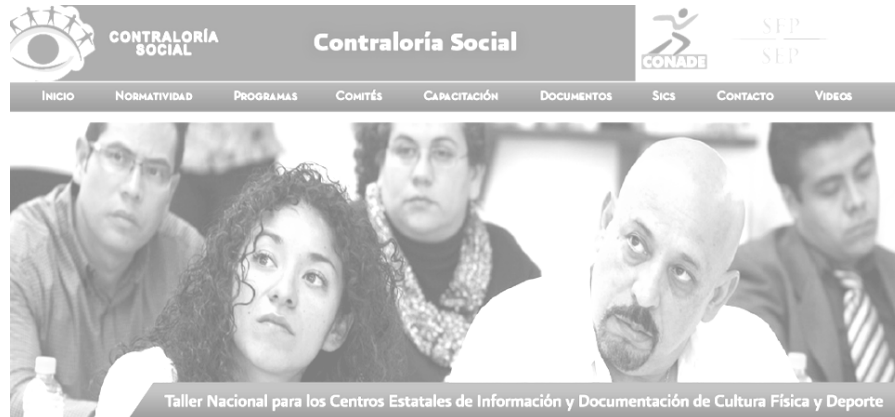 CONTRALORÍA
SOCIAL
Contraloría Social
CONADE
SEP
SEP
INICIO NORMATIVIDAD PROGRAMAS COMITÉS CAPACITACIÓN DOCUMENTOS SICS CONTACTO VIDEOS
Taller Nacional para los Centros Estatales de Información y Documentación de Cultura Física y Deporte